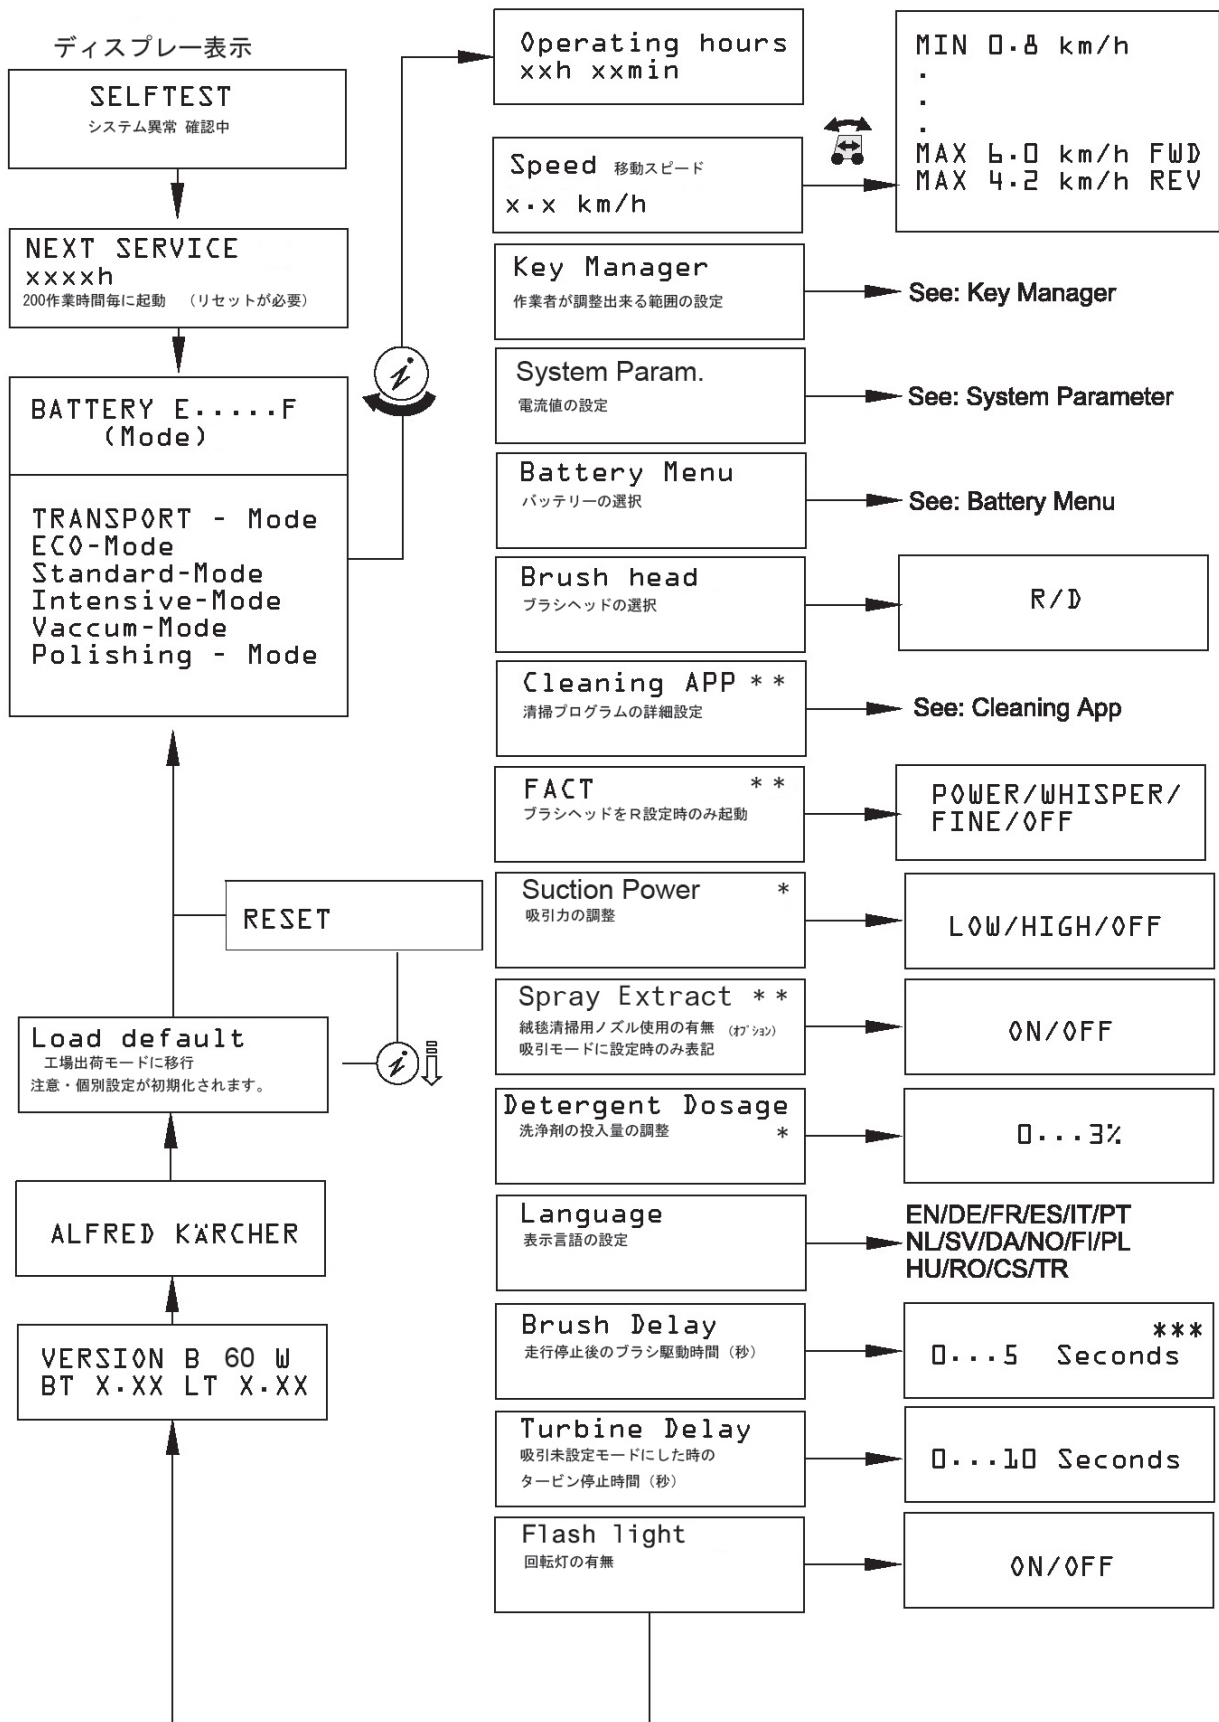 ディスプレー表示
SELFTEST
システム異常 確認中
NEXT SERVICE
xxxxh
200作業時間毎に起動 （リセットが必要）
BATTERY E.....F
(Mode)
TRANSPORT - Mode
ECO-Mode
Standard-Mode
Intensive-Mode
Vaccum-Mode
Polishing - Mode
RESET
Load default
工場出荷モードに移行
注意・個別設定が初期化されます。
ALFRED KÄRCHER
VERSION B 60 W
BT X.XX LT X.XX
Operating hours
xxh xxmin
Speed 移動スピード
x.x km/h
MIN 0.8 km/h
.
.
.
MAX 6.0 km/h FWD
MAX 4.2 km/h REV
Key Manager
作業者が調整出来る範囲の設定
See: Key Manager
System Param.
電流値の設定
See: System Parameter
Battery Menu
バッテリーの選択
See: Battery Menu
Brush head
ブラシヘッドの選択
R/D
Cleaning APP **
清掃プログラムの詳細設定
See: Cleaning App
FACT **
ブラシヘッドをR設定時のみ起動
POWER/WHISPER/
FINE/OFF
Suction Power *
吸引力の調整
LOW/HIGH/OFF
Spray Extract **
絨毯清掃用ノズル使用の有無 (ｵﾌﾟｼｮﾝ)
吸引モードに設定時のみ表記
ON/OFF
Detergent Dosage
洗浄剤の投入量の調整 *
0...3%
Language
表示言語の設定
EN/DE/FR/ES/IT/PT
NL/SV/DA/NO/FI/PL
HU/RO/CS/TR
Brush Delay
走行停止後のブラシ駆動時間（秒）
***
0...5 Seconds
Turbine Delay
吸引未設定モードにした時の
タービン停止時間（秒）
0...10 Seconds
Flash light
回転灯の有無
ON/OFF